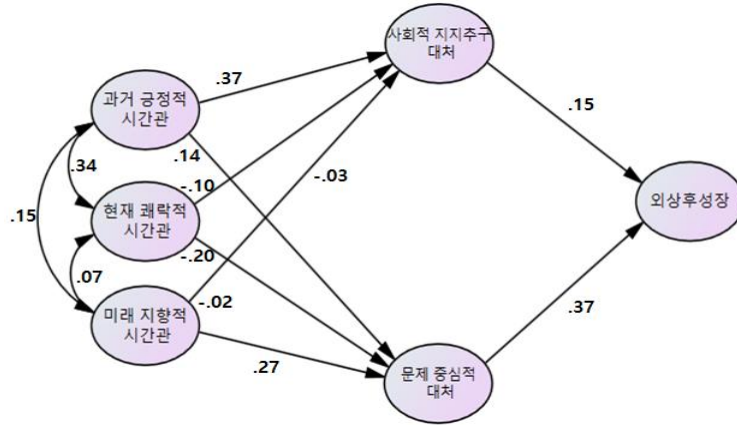 사회적 지지추구
대처
.37
.15
과거 긍정적
시간관
.14
.34
-.10
-.03
.15
현재 쾌락적
시간관
외상후성장
-.20
.07
-.02
미래 지향적
시간관
.37
.27
문제 중심적
대처